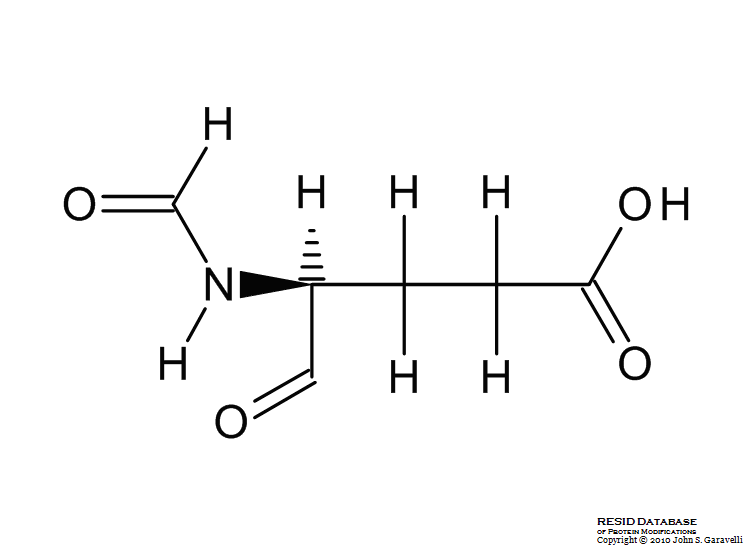 H
O
H
H
H
OH
N
H
H
H
O
O
RESID DATABASE
OF PROTEIN MODIFICATIONS
Copyright © 2010 John S. Garavelli